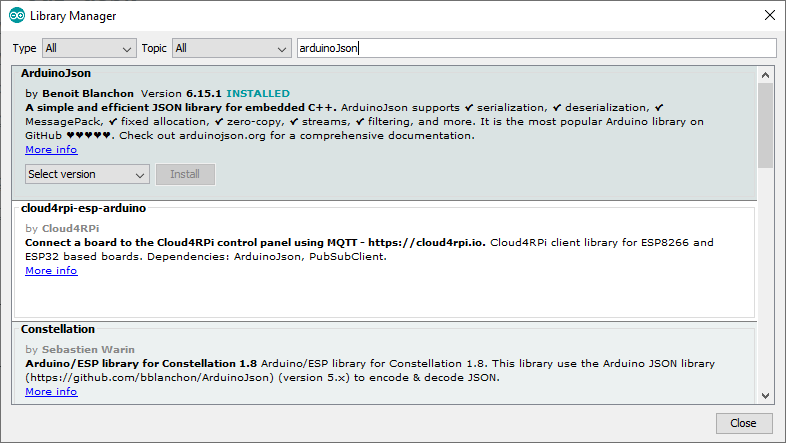 Library Manager
Type All Topic All arduinoJson
ArduinoJson
by Benoit Blanchon Version 6.15.1 INSTALLED
A simple and efficient JSON library for embedded C++. ArduinoJson supports ✔ serialization, ✔ deserialization, ✔
MessagePack, ✔ fixed allocation, ✔ zero-copy, ✔ streams, ✔ filtering, and more. It is the most popular Arduino library on
GitHub ♥♥♥♥♥. Check out arduinojson.org for a comprehensive documentation.
More info
Select version Install
cloud4rpi-esp-arduino
by Cloud4RPi
Connect a board to the Cloud4RPi control panel using MQTT - https://cloud4rpi.io. Cloud4RPi client library for ESP8266 and
ESP32 based boards. Dependencies: ArduinoJson, PubSubClient.
More info
Constellation
by Sebastien Warin
Arduino/ESP library for Constellation 1.8 Arduino/ESP library for Constellation 1.8. This library use the Arduino JSON library
(https://github.com/bblanchon/ArduinoJson) (version 5.x) to encode & decode JSON.
More info
Close